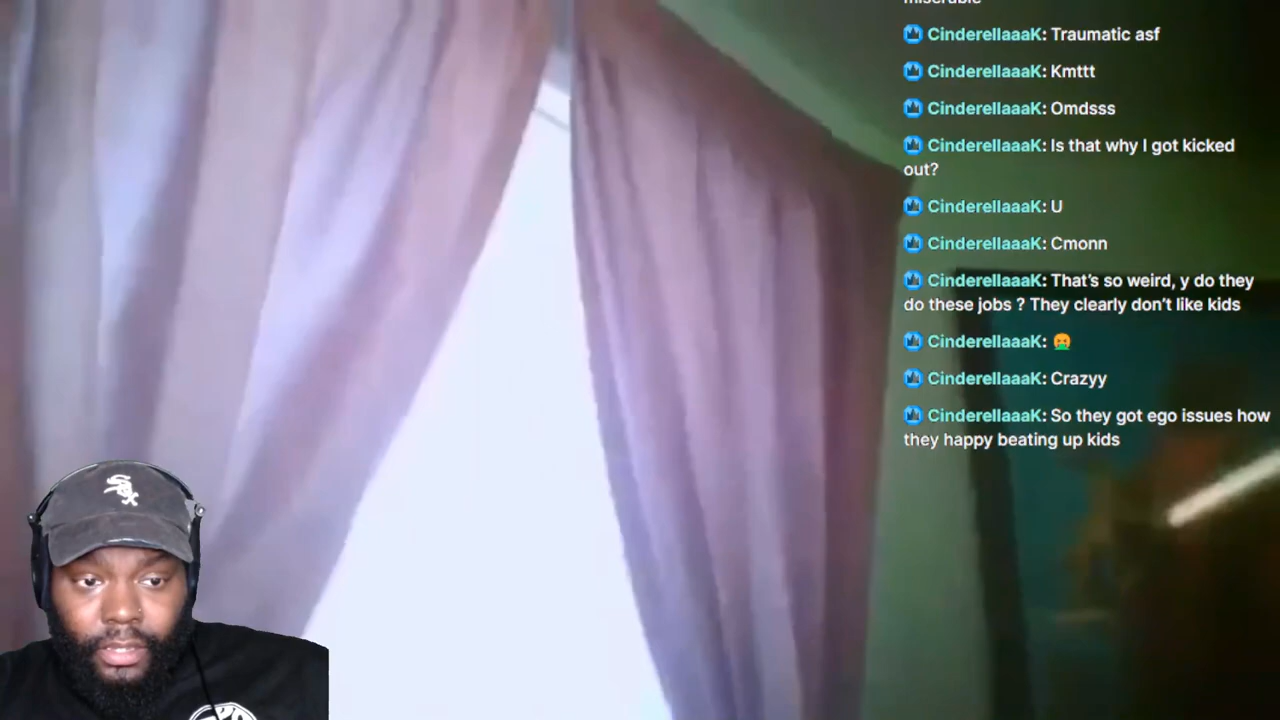 miserable
CinderellaaaK: Traumatic asf
CinderellaaaK: Kmttt
CinderellaaaK: Omdsss
CinderellaaaK: Is that why I got kicked
out?
CinderellaaaK: U
CinderellaaaK: Cmonn
CinderellaaaK: That's so weird, y do they
do these jobs ? They clearly don't like kids
CinderellaaaK: 🤮
CinderellaaaK: Crazyy
CinderellaaaK: So they got ego issues how
they happy beating up kids
SOX